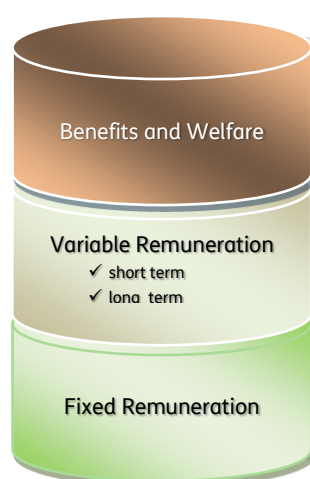 Benefits and Welfare
Variable Remuneration
✓ short term
✓ long term
Fixed Remuneration